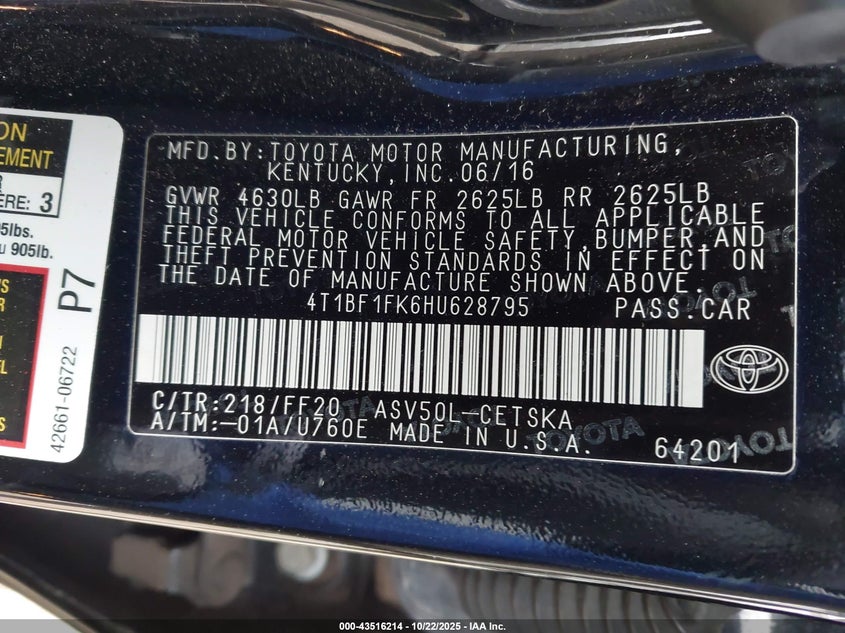 ON
EMENT
R
ERE: 3
5lbs.
u 905lb.
'S
R
EL
S
P7
42661-06722
MFD.BY:TOYOTA MOTOR MANUFACTURING,
KENTUCKY,INC.06/16
GVWR 4630LB GAWR FR 2625LB RR 2625LB
THIS VEHICLE CONFORMS TO ALL APPLICABLE
FEDERAL MOTOR VEHICLE SAFETY,BUMPER,AND
THEFT PREVENTION STANDARDS IN EFFECT ON
THE DATE OF MANUFACTURE SHOWN ABOVE.
4T1BF1FK6HU628795 PASS.CAR
C/TR:218/FF20 ASV50L-CETSKA
A/TM:-01A/U760E MADE IN U.S.A.
64201
TOYOTA
000-43516214 - 10/22/2025 - IAA Inc.